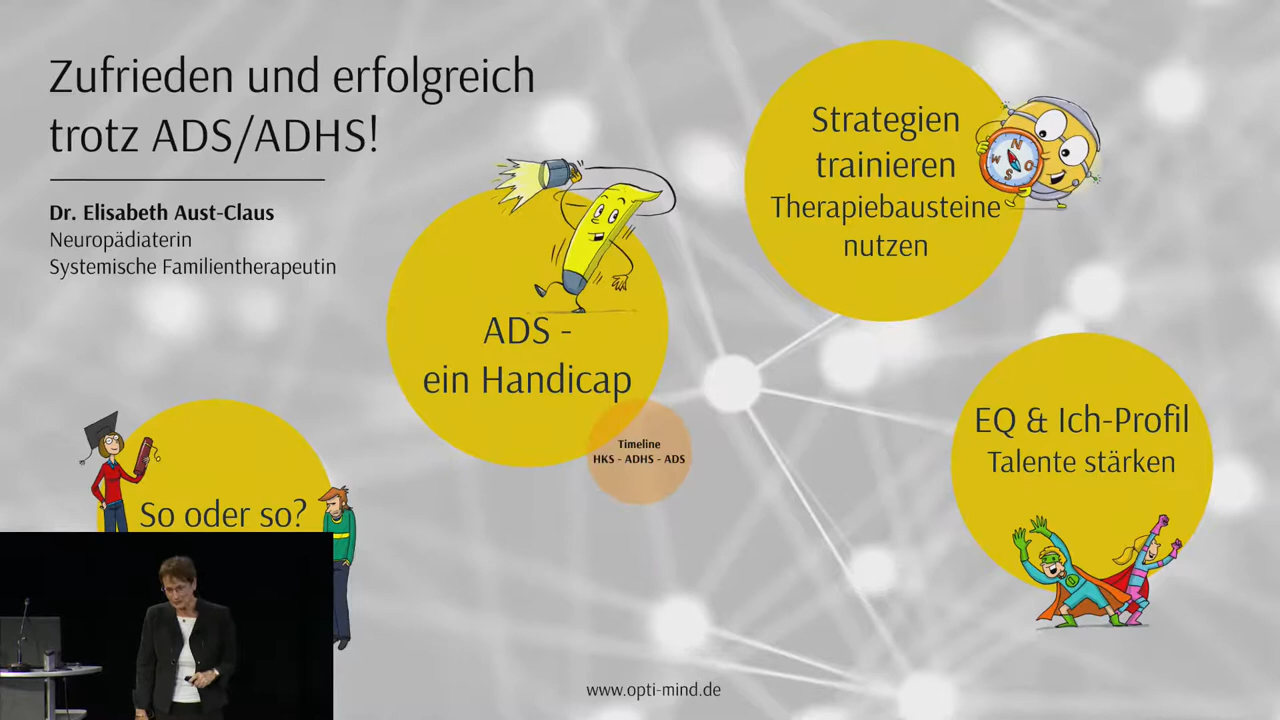 Zufrieden und erfolgreich
trotz ADS/ADHS!
Dr. Elisabeth Aust-Claus
Neuropädiaterin
Systemische Familientherapeutin
ADS -
ein Handicap
Timeline
HKS - ADHS - ADS
Strategien
trainieren
Therapiebausteine
nutzen
N
O
S
W
EQ & Ich-Profil
Talente stärken
So oder so?
www.opti-mind.de